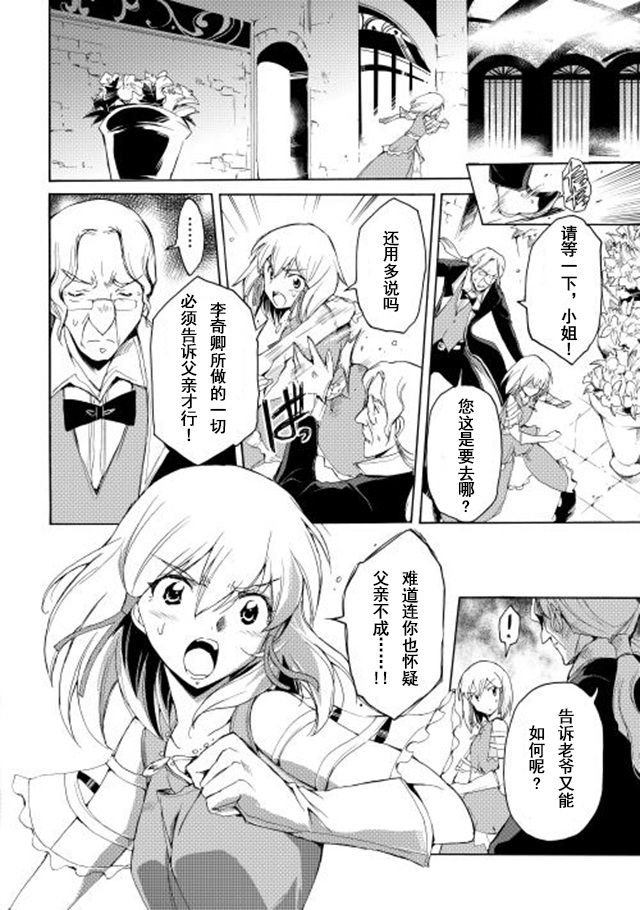 请等一下，小姐！
您这是要去哪？
还用多说吗
李奇卿所做的一切
必须告诉父亲才行！
……
ばっ
！
告诉老爷又能
如何呢？
难道连你也怀疑
父亲不成……!!